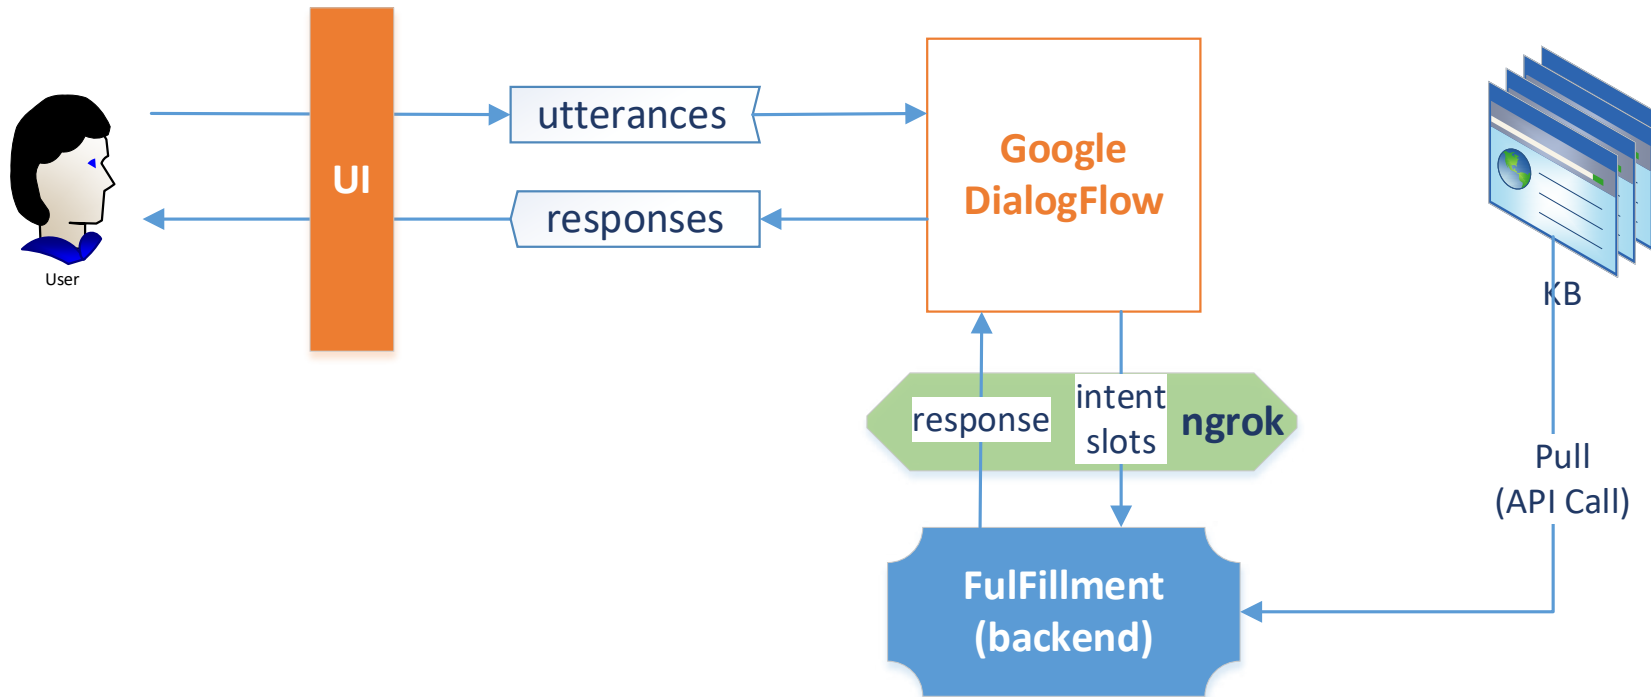 User
UI
utterances
responses
Google
DialogFlow
KB
response
intent
slots
ngrok
Pull
(API Call)
FulFillment
(backend)